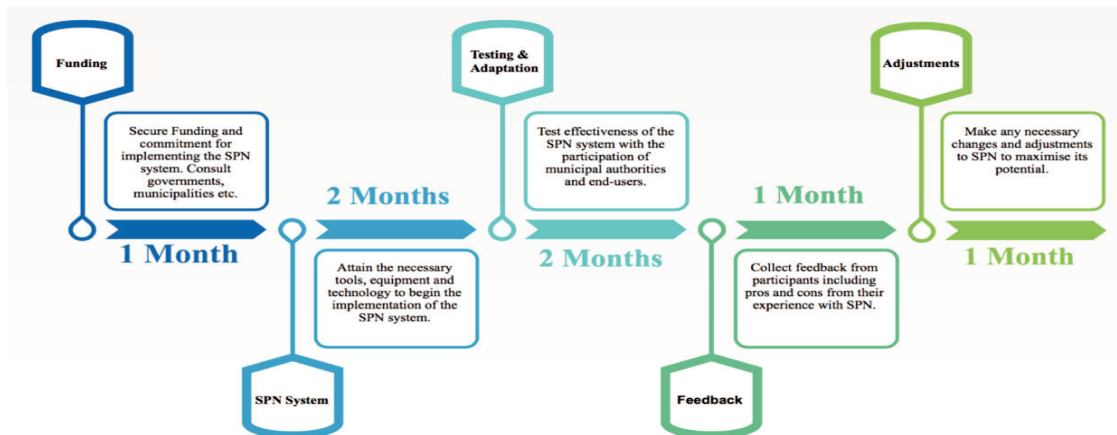 Funding
Secure Funding and
commitment for
implementing the SPN
system. Consult
governments,
municipalities etc.
1 Month
2 Months
Attain the necessary
tools, equipment and
technology to begin the
implementation of the
SPN system.
SPN System
Testing &
Adaptation
Test effectiveness of the
SPN system with the
participation of
municipal authorities
and end-users.
2 Months
1 Month
Collect feedback from
participants including
pros and cons from their
experience with SPN.
Feedback
Adjustments
Make any necessary
changes and adjustments
to SPN to maximise its
potential.
1 Month